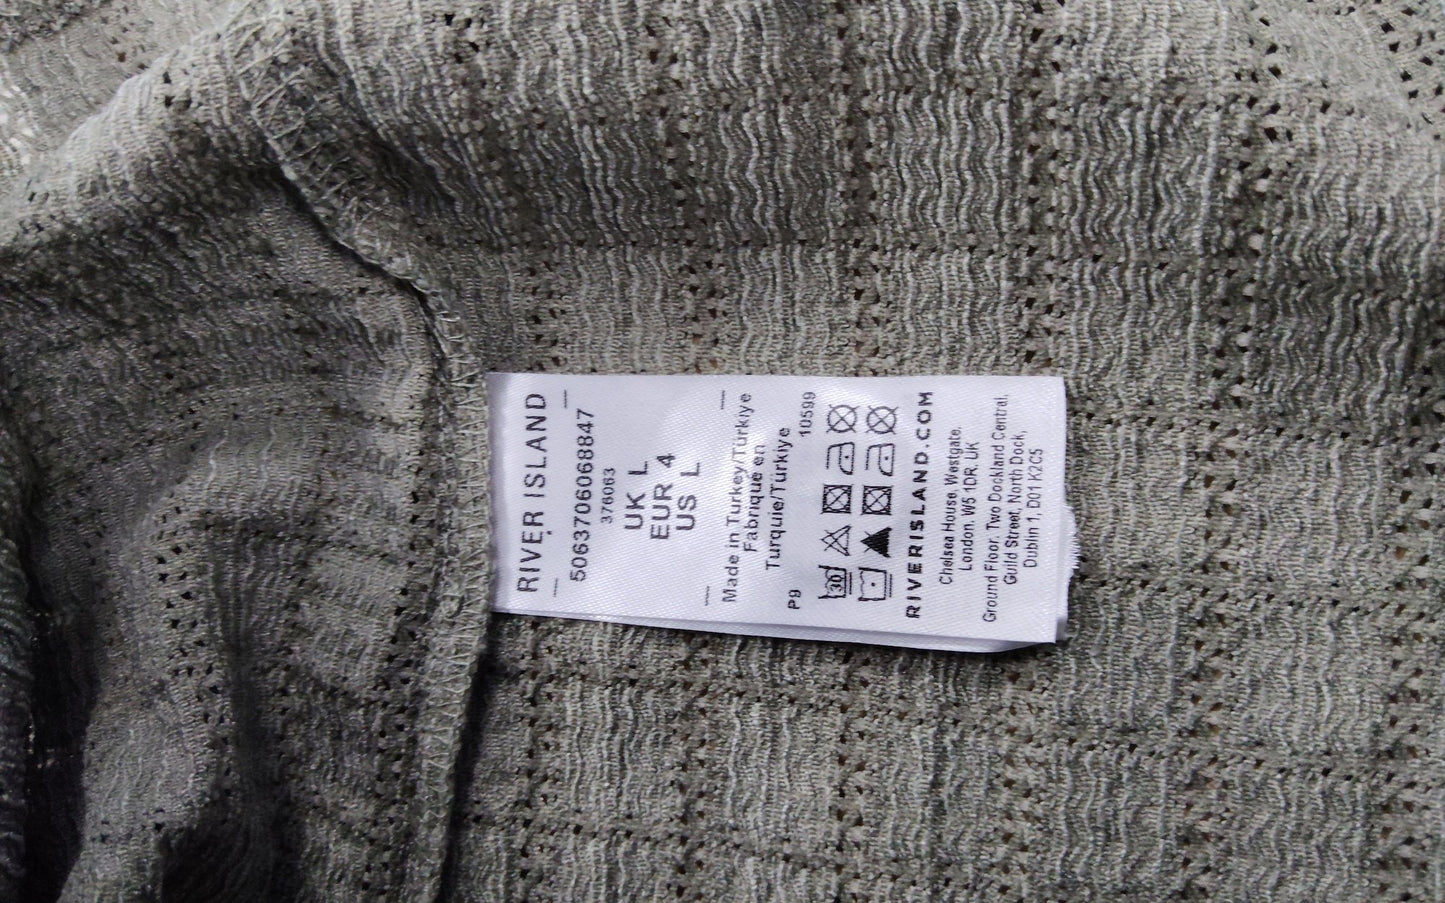 RIVER ISLAND
5063706068847
376063
UK L
EUR 4
US L
Made in Turkey/Türkiye
Fabriqué en
Turquie/Türkiye
P9
10599
30
RIVERISLAND.COM
Chelsea House, Westgate,
London, W5 1DR, UK
Ground Floor, Two Dockland Central,
Guild Street, North Dock,
Dublin 1, D01 K2C5